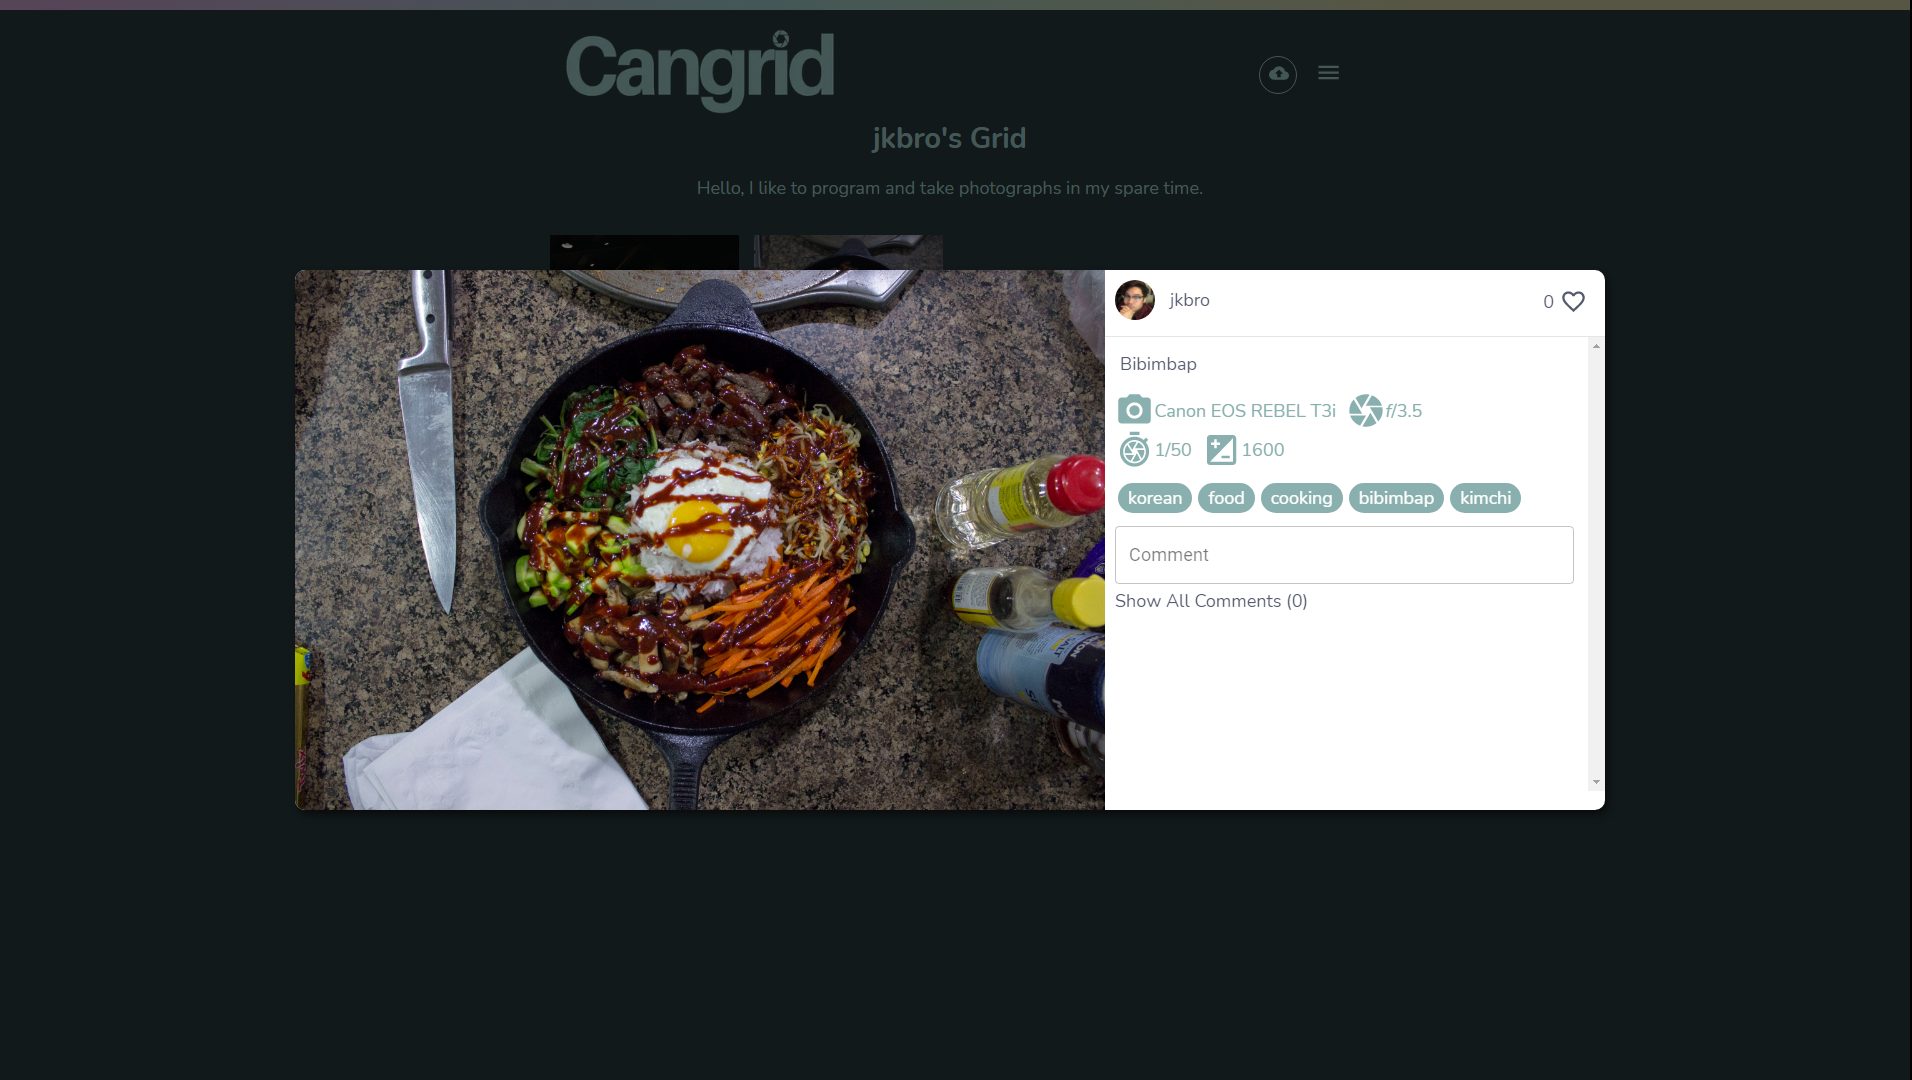 Cangrid
jkbro's Grid
Hello, I like to program and take photographs in my spare time.
jkbro
0
Bibimbap
Canon EOS REBEL T3i f/3.5
1/50 1600
korean food cooking bibimbap kimchi
Comment
Show All Comments (0)
SALT